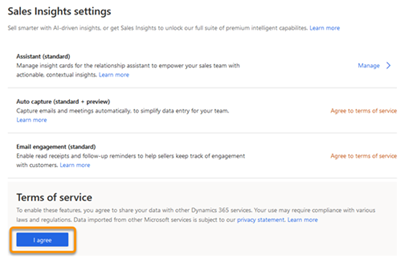 Sales Insights settings
Sell smarter with AI-driven insights, or get Sales Insights to unlock our full suite of premium intelligent capabilites. Learn more
Assistant (standard)
Manage insight cards for the relationship assistant to empower your sales team with
actionable, contextual insights. Learn more
Manage
Auto capture (standard + preview)
Capture emails and meetings automatically, to simplify data entry for your team.
Learn more
Agree to terms of service
Email engagement (standard)
Enable read receipts and follow-up reminders to help sellers keep track of engagement
with customers. Learn more
Agree to terms of service
Terms of service
To enable these features, you agree to share your data with other Dynamics 365 services. Your use may require compliance with various
laws and regulations. Data imported from other Microsoft services is subject to our privacy statement. Learn more
I agree